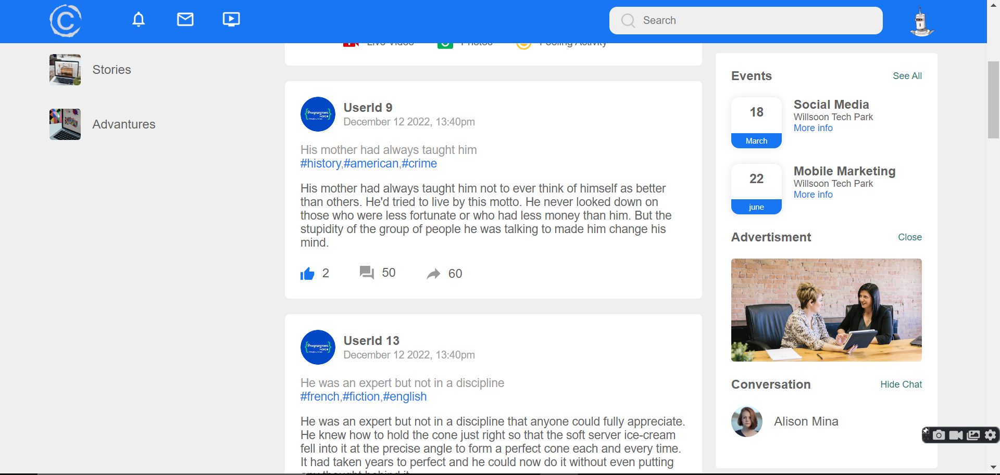 C
Search
Live Video Photos Feeling Activity
Stories
Advantures
{Programmers
Force}
UserId 9
December 12 2022, 13:40pm
His mother had always taught him
#history,#american,#crime
His mother had always taught him not to ever think of himself as better
than others. He'd tried to live by this motto. He never looked down on
those who were less fortunate or who had less money than him. But the
stupidity of the group of people he was talking to made him change his
mind.
2 50 60
{Programmers
Force}
UserId 13
December 12 2022, 13:40pm
He was an expert but not in a discipline
#french,#fiction,#english
He was an expert but not in a discipline that anyone could fully appreciate.
He knew how to hold the cone just right so that the soft server ice-cream
fell into it at the precise angle to form a perfect cone each and every time.
It had taken years to perfect and he could now do it without even putting
any thought behind it.
Events See All
18
March
Social Media
Willsoon Tech Park
More info
22
june
Mobile Marketing
Willsoon Tech Park
More info
Advertisment Close
Conversation Hide Chat
Alison Mina